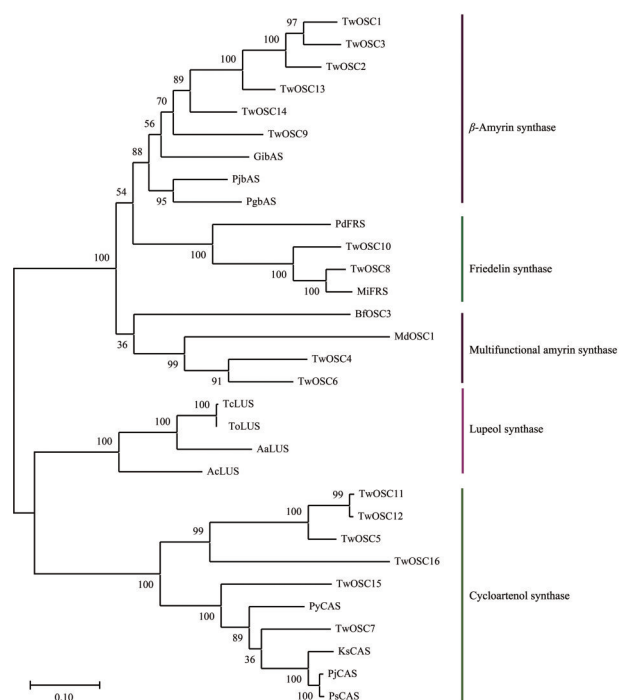 97
TwOSC1
TwOSC3
100
TwOSC2
100
TwOSC13
89
TwOSC14
70
TwOSC9
56
GibAS
88
PjbAS
95
PgbAS
54
PdFRS
100
TwOSC10
100
TwOSC8
100
MiFRS
100
BfOSC3
36
MdOSC1
99
TwOSC4
91
TwOSC6
100
TcLUS
ToLUS
100
AaLUS
100
AcLUS
99
TwOSC11
TwOSC12
100
TwOSC5
99
TwOSC16
100
TwOSC15
100
PyCAS
89
TwOSC7
36
KsCAS
100
PjCAS
100
PsCAS
β-Amyrin synthase
Friedelin synthase
Multifunctional amyrin synthase
Lupeol synthase
Cycloartenol synthase
0.10